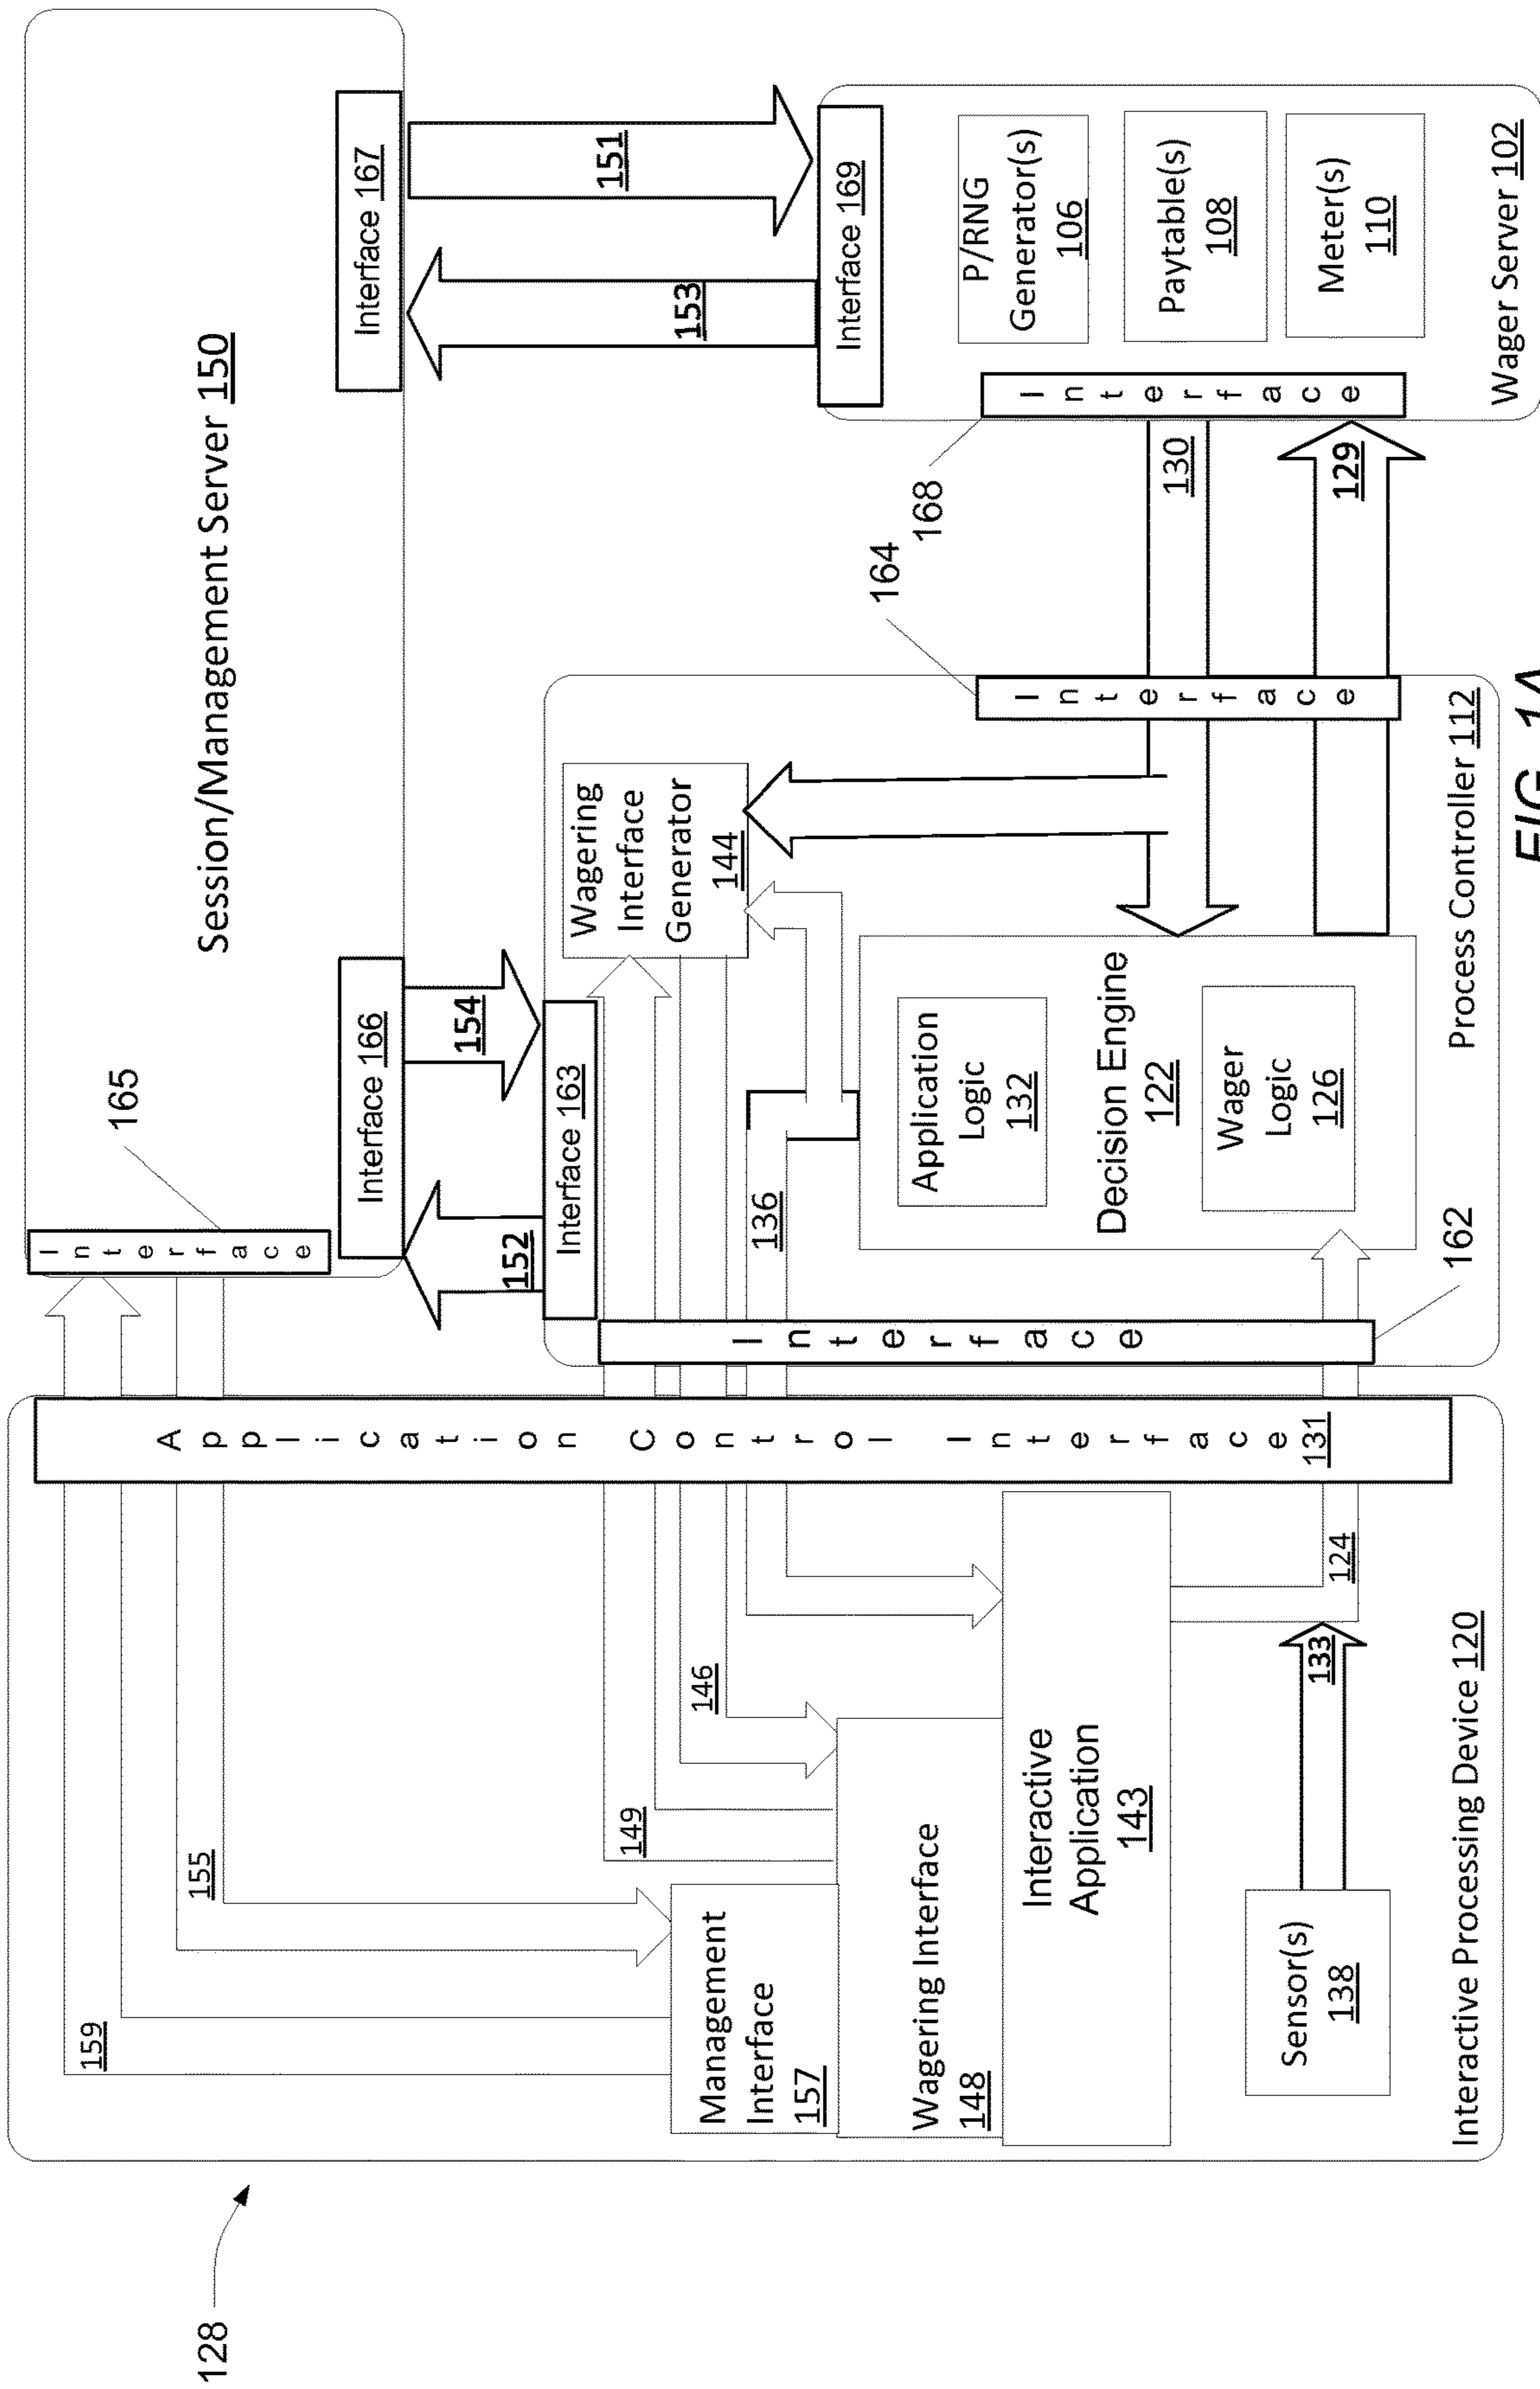 128
159
155
149
146
Management
Interface
157
Wagering Interface
148
Interactive
Application
143
Sensor(s)
138
133
124
Interactive Processing Device 120
Application Control Interface 131
Interface
165
Session/Management Server 150
Interface 166
Interface 167
152
154
153
151
Interface 163
Interface
162
136
Wagering
Interface
Generator
144
Application
Logic
132
Decision Engine
122
Wager
Logic
126
Process Controller 112
Interface
164
130
129
Interface
168
Interface 169
P/RNG
Generator(s)
106
Paytable(s)
108
Meter(s)
110
Wager Server 102
FIG. 1A